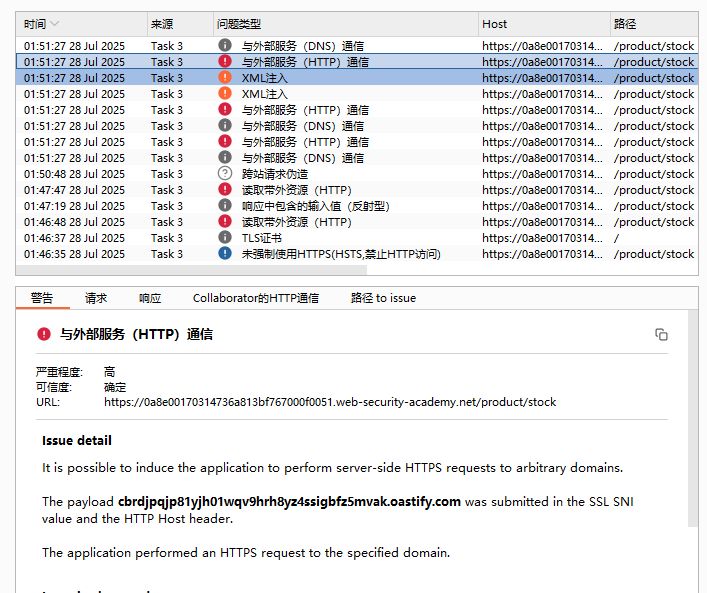 时间 来源 问题类型 Host 路径
01:51:27 28 Jul 2025 Task 3 与外部服务（DNS）通信 https://0a8e00170314... /product/stock
01:51:27 28 Jul 2025 Task 3 与外部服务（HTTP）通信 https://0a8e00170314... /product/stock
01:51:27 28 Jul 2025 Task 3 XML注入 https://0a8e00170314... /product/stock
01:51:27 28 Jul 2025 Task 3 XML注入 https://0a8e00170314... /product/stock
01:51:27 28 Jul 2025 Task 3 与外部服务（HTTP）通信 https://0a8e00170314... /product/stock
01:51:27 28 Jul 2025 Task 3 与外部服务（DNS）通信 https://0a8e00170314... /product/stock
01:51:27 28 Jul 2025 Task 3 与外部服务（HTTP）通信 https://0a8e00170314... /product/stock
01:51:27 28 Jul 2025 Task 3 与外部服务（DNS）通信 https://0a8e00170314... /product/stock
01:50:48 28 Jul 2025 Task 3 跨站请求伪造 https://0a8e00170314... /product/stock
01:47:47 28 Jul 2025 Task 3 读取带外资源（HTTP） https://0a8e00170314... /product/stock
01:47:19 28 Jul 2025 Task 3 响应中包含的输入值（反射型） https://0a8e00170314... /product/stock
01:46:48 28 Jul 2025 Task 3 读取带外资源（HTTP） https://0a8e00170314... /product/stock
01:46:37 28 Jul 2025 Task 3 TLS证书 https://0a8e00170314... /
01:46:35 28 Jul 2025 Task 3 未强制使用HTTPS(HSTS,禁止HTTP访问) https://0a8e00170314... /product/stock
警告 请求 响应 Collaborator的HTTP通信 路径 to issue
与外部服务（HTTP）通信
严重程度: 高
可信度: 确定
URL: https://0a8e00170314736a813bf767000f0051.web-security-academy.net/product/stock
Issue detail
It is possible to induce the application to perform server-side HTTPS requests to arbitrary domains.
The payload cbrdjpqjp81yjh01wqv9hrh8yz4ssigbfz5mvak.oastify.com was submitted in the SSL SNI
value and the HTTP Host header.
The application performed an HTTPS request to the specified domain.